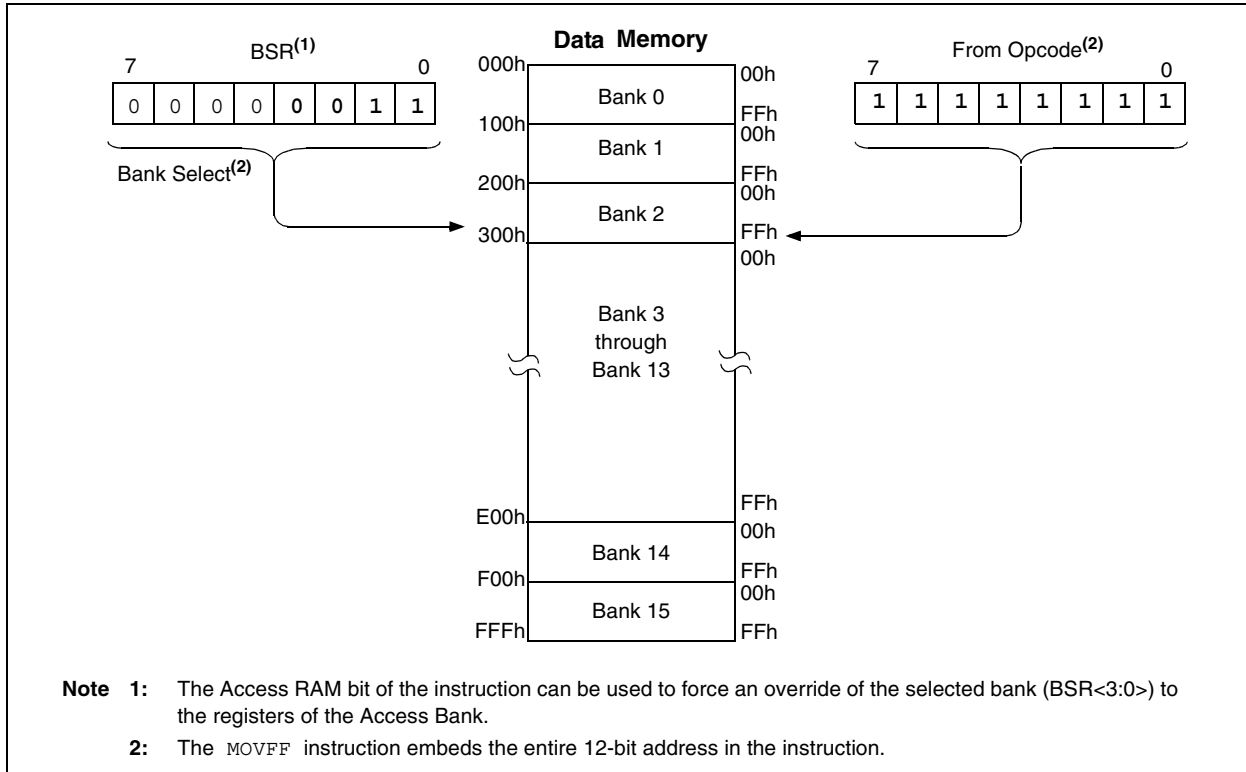 Data Memory
BSR(1)
7 0
0 0 0 0 0 0 1 1
Bank Select(2)
From Opcode(2)
7 0
1 1 1 1 1 1 1 1
000h 00h
Bank 0
FFh
100h 00h
Bank 1
FFh
200h 00h
Bank 2
300h FFh
00h
Bank 3
through
Bank 13
FFh
E00h 00h
Bank 14
FFh
F00h 00h
Bank 15
FFFh FFh
Note 1: The Access RAM bit of the instruction can be used to force an override of the selected bank (BSR<3:0>) to
the registers of the Access Bank.
2: The MOVFF instruction embeds the entire 12-bit address in the instruction.